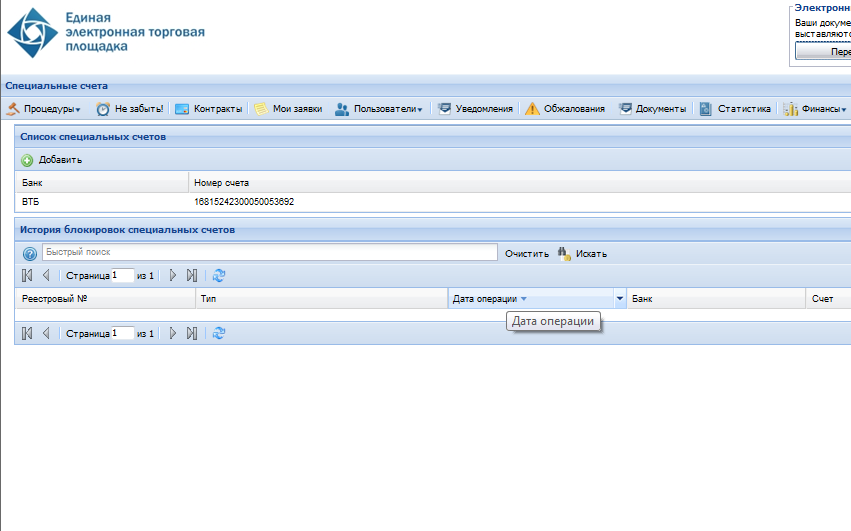 Единая
электронная торговая
площадка
Электронн
Ваши докуме
выставляютс
Пере
Специальные счета
Процедуры Не забыть! Контракты Мои заявки Пользователи Уведомления Обжалования Документы Статистика Финансы
Список специальных счетов
Добавить
Банк Номер счета
ВТБ 16815242300050053692
История блокировок специальных счетов
Быстрый поиск Очистить Искать
Страница 1 из 1
Реестровый № Тип Дата операции Банк Счет
Дата операции
Страница 1 из 1